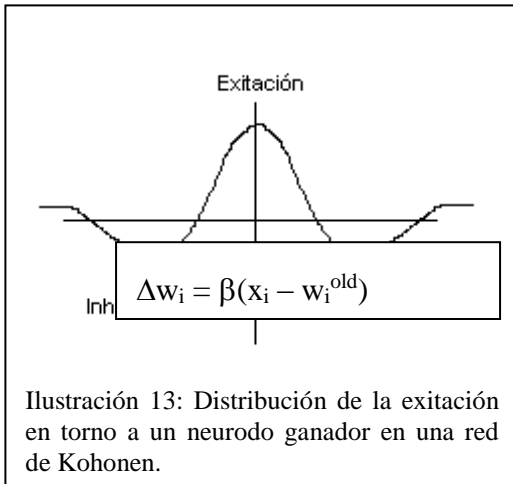 Exitación
Δwᵢ = β(xᵢ – wᵢᵒˡᵈ)
Inh
Ilustración 13: Distribución de la exitación
en torno a un neurodo ganador en una red
de Kohonen.